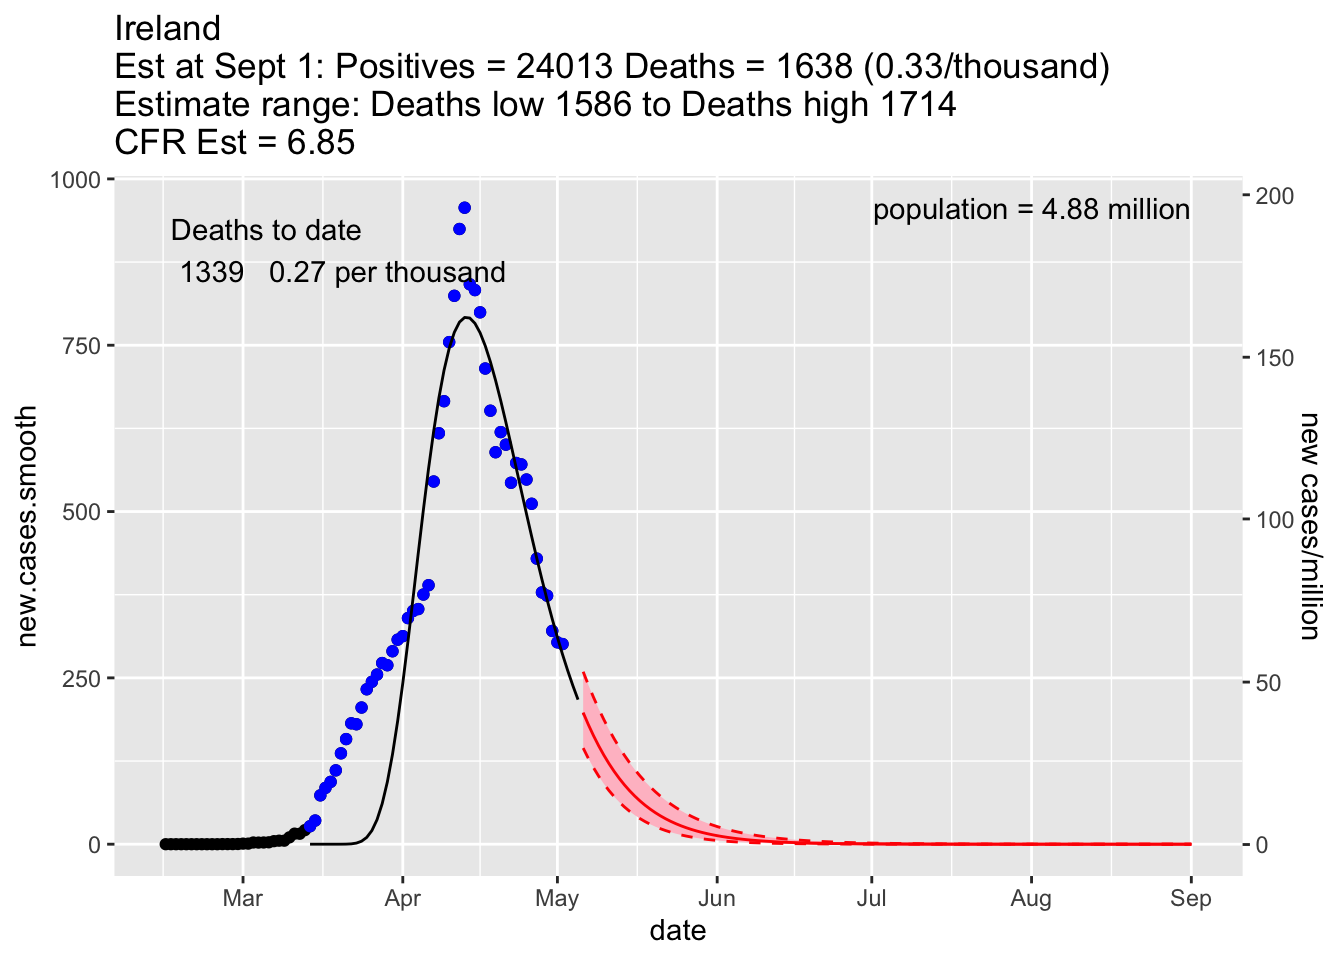 Ireland
Est at Sept 1: Positives = 24013 Deaths = 1638 (0.33/thousand)
Estimate range: Deaths low 1586 to Deaths high 1714
CFR Est = 6.85
1000
750
500
250
0
new.cases.smooth
Deaths to date
1339 0.27 per thousand
population = 4.88 million
200
150
100
50
0
new cases/million
Mar Apr May Jun Jul Aug Sep
date